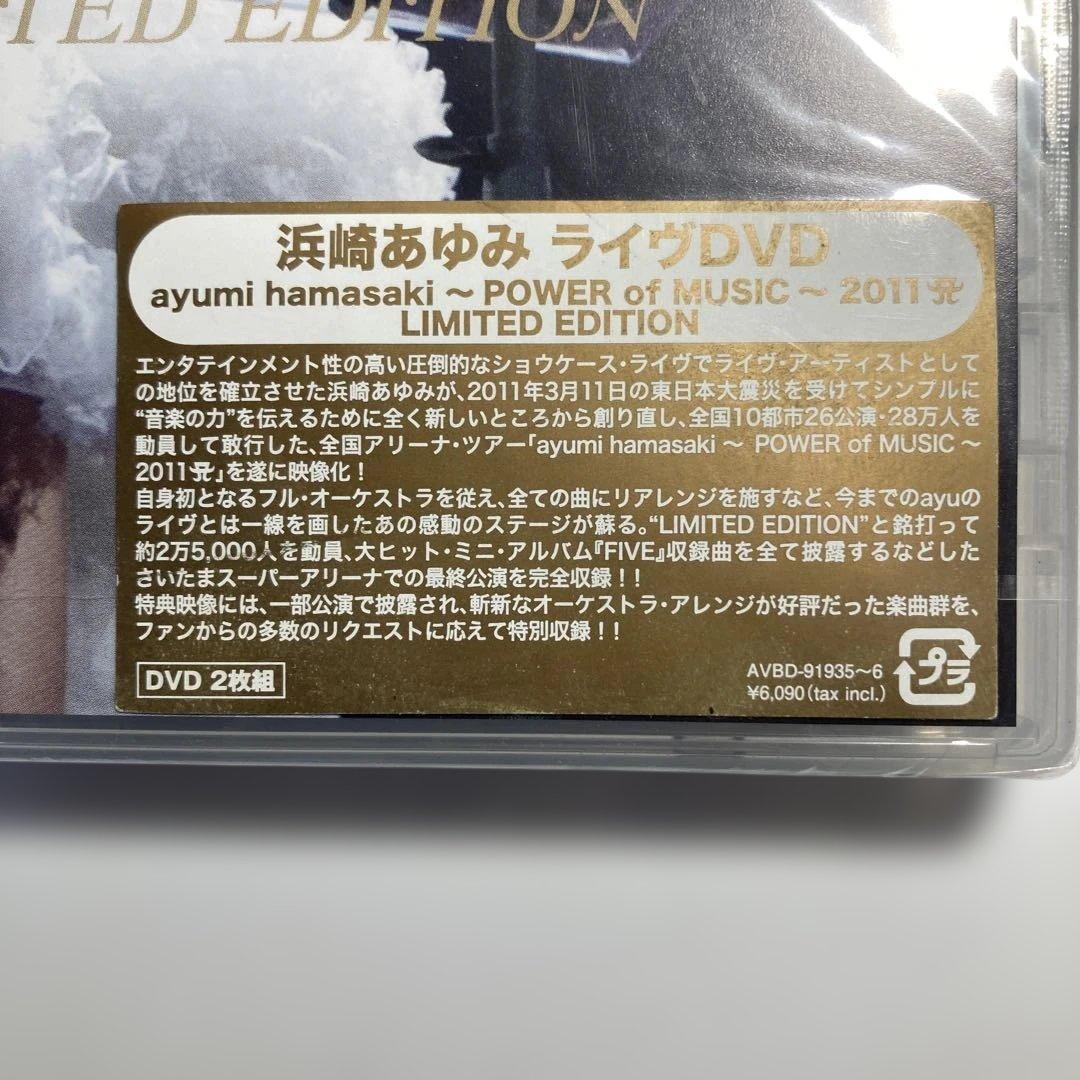 TED EDITION
浜崎あゆみ ライヴDVD
ayumi hamasaki ～ POWER of MUSIC ～ 2011 A
LIMITED EDITION
エンタテインメント性の高い圧倒的なショウケース・ライヴでライヴ・アーティストとして
の地位を確立させた浜崎あゆみが、2011年3月11日の東日本大震災を受けてシンプルに
“音楽の力”を伝えるために全く新しいところから創り直し、全国10都市26公演・28万人を
動員して敢行した、全国アリーナ・ツアー「ayumi hamasaki ～ POWER of MUSIC ～
2011 A」を遂に映像化！
自身初となるフル・オーケストラを従え、全ての曲にリアレンジを施すなど、今までのayuの
ライヴとは一線を画したあの感動のステージが蘇る。“LIMITED EDITION”と銘打って
約2万5,000人を動員、大ヒット・ミニ・アルバム『FIVE』収録曲を全て披露するなどした
さいたまスーパーアリーナでの最終公演を完全収録！！
特典映像には、一部公演で披露され、斬新なオーケストラ・アレンジが好評だった楽曲群を、
ファンからの多数のリクエストに応えて特別収録！！
DVD 2枚組
AVBD-91935～6
¥6,090（tax incl.）
プラ